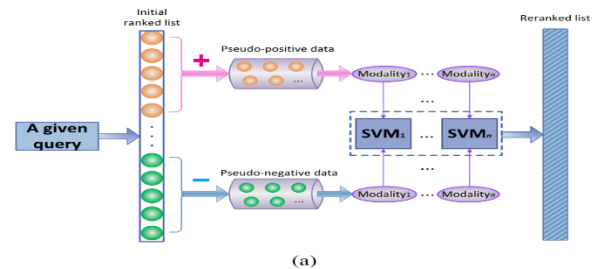 Initial
ranked list
Reranked list
+
Pseudo-positive data
...
Modality₁ ... Modalityₙ
...
A given
query
SVM₁ ... SVMₙ
...
Pseudo-negative data
−
...
Modality₁ ... Modalityₙ
(a)